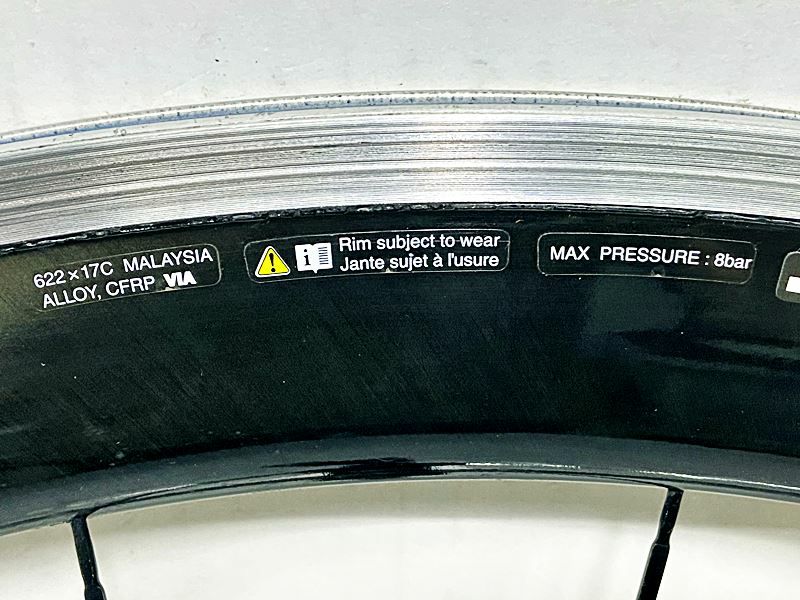 622×17C MALAYSIA
ALLOY, CFRP VIA
Rim subject to wear
Jante sujet à l'usure
MAX PRESSURE : 8bar